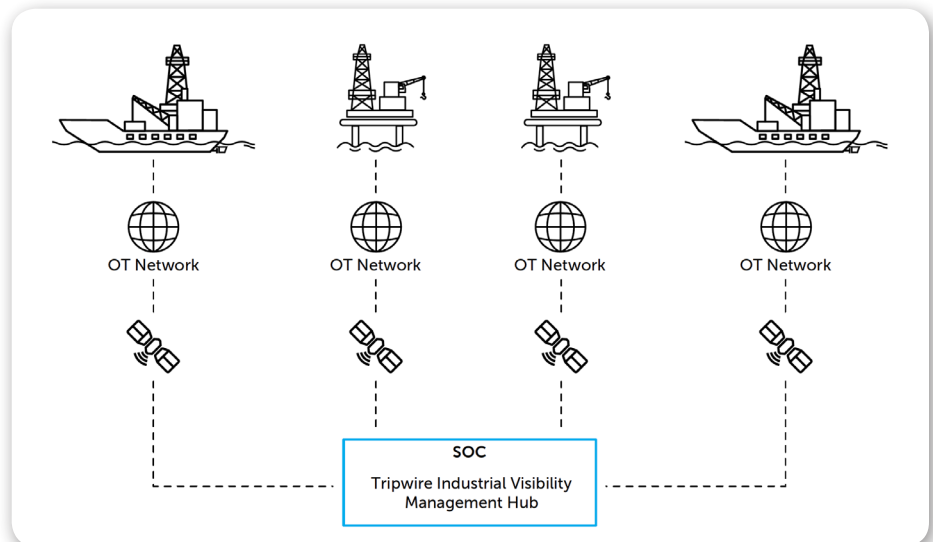 OT Network
OT Network
OT Network
OT Network
SOC
Tripwire Industrial Visibility
Management Hub